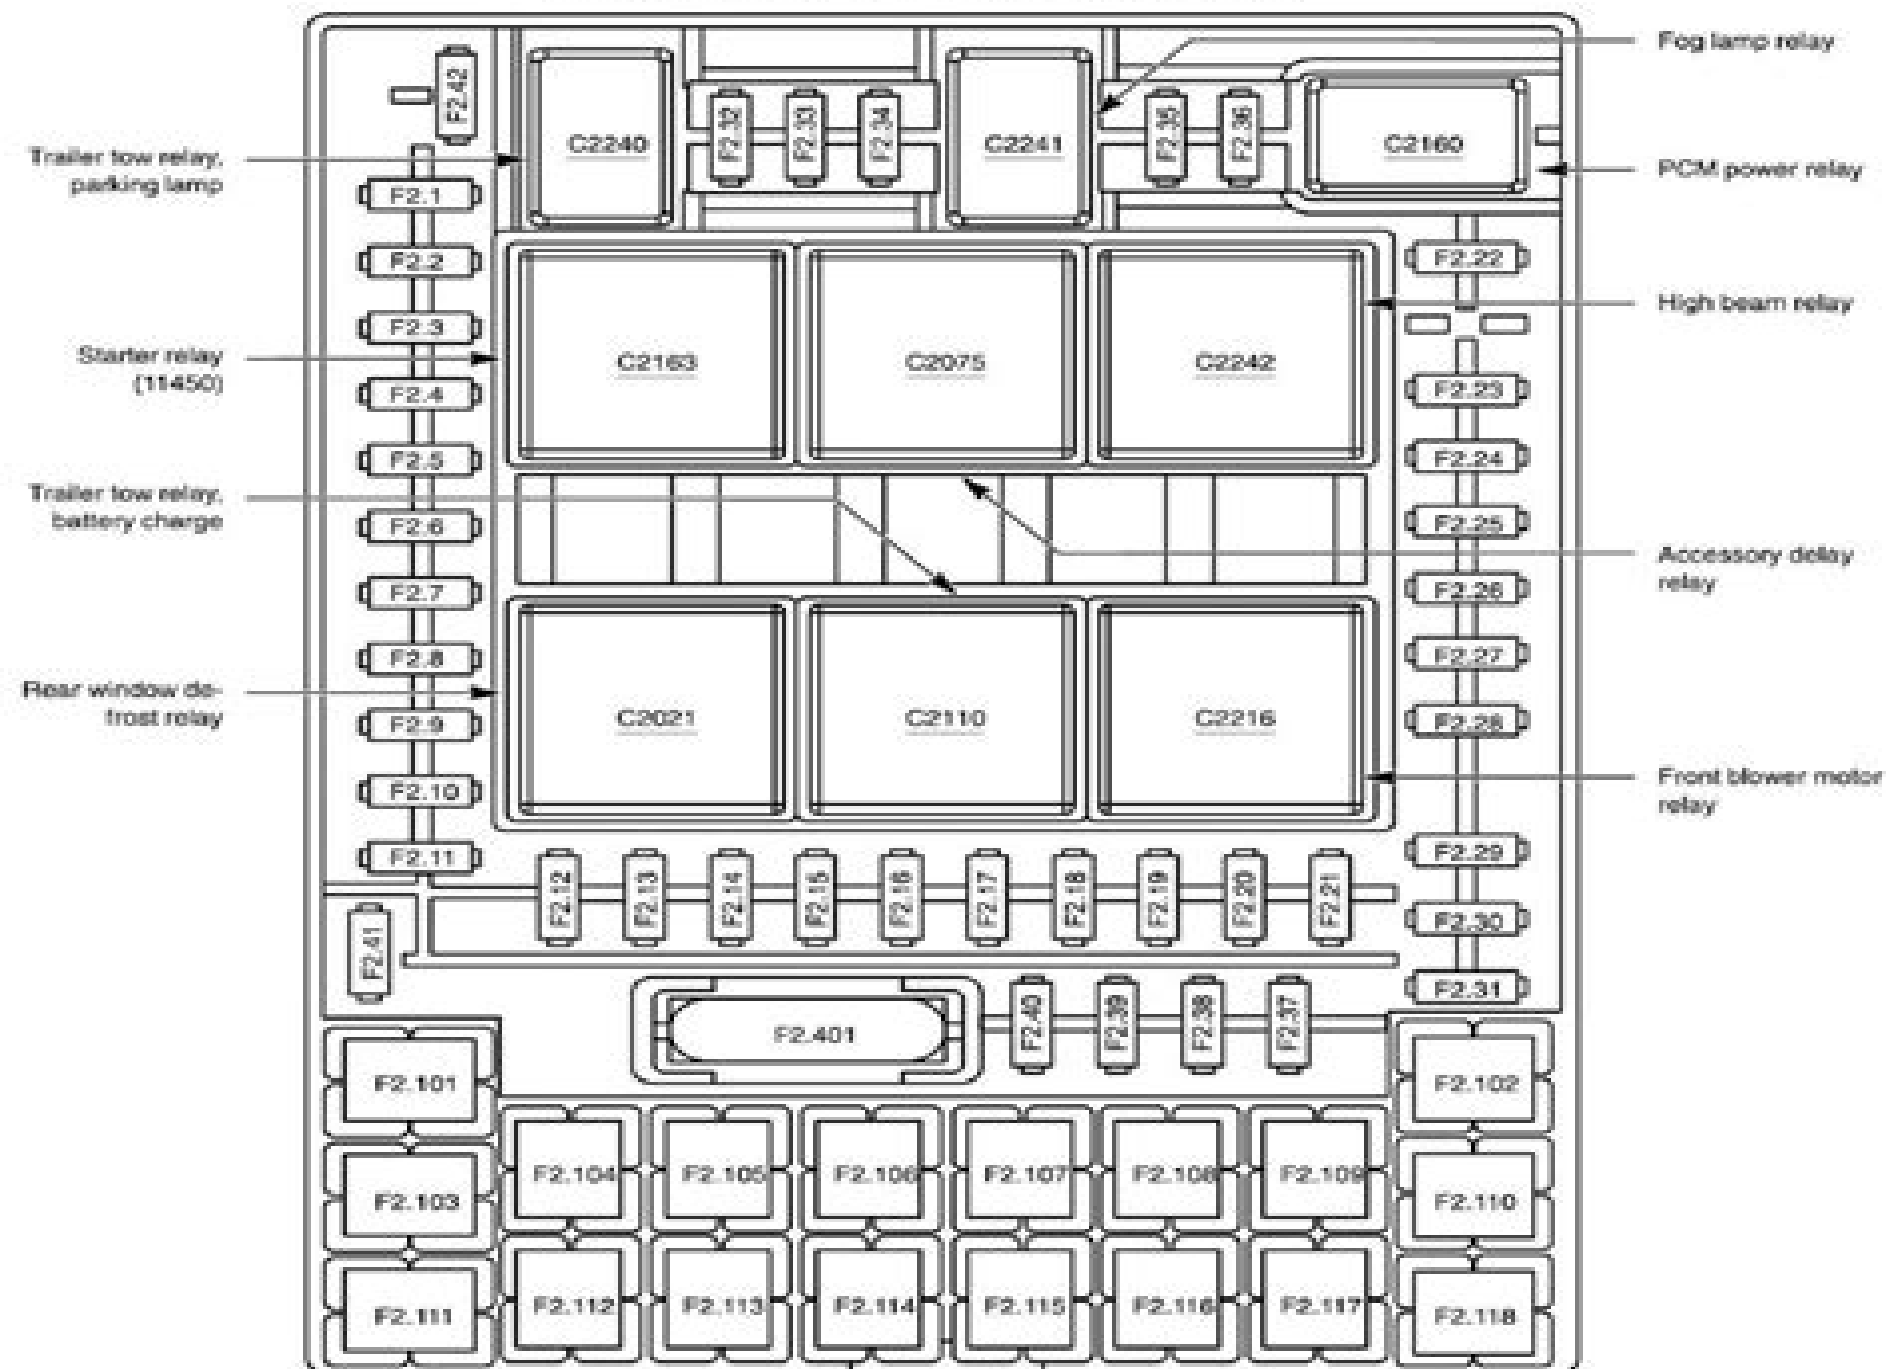 Fog lamp relay
F2.42
F2.32
F2.33
F2.34
F2.35
F2.36
C2240
C2241
C2160
Trailer tow relay,
parking lamp
PCM power relay
F2.1
F2.2
F2.22
F2.3
High beam relay
Starter relay
(11450)
C2163
C2075
C2242
F2.4
F2.23
F2.5
F2.24
Trailer tow relay,
battery charge
F2.6
F2.25
Accessory delay
relay
F2.7
F2.26
F2.8
F2.27
Rear window de-
frost relay
C2021
C2110
C2216
F2.9
F2.28
F2.10
Front blower motor
relay
F2.11
F2.29
F2.12
F2.13
F2.14
F2.15
F2.16
F2.17
F2.18
F2.19
F2.20
F2.21
F2.30
F2.41
F2.31
F2.401
F2.40
F2.39
F2.38
F2.37
F2.101
F2.102
F2.104
F2.105
F2.106
F2.107
F2.108
F2.109
F2.103
F2.110
F2.112
F2.113
F2.114
F2.115
F2.116
F2.117
F2.111
F2.118